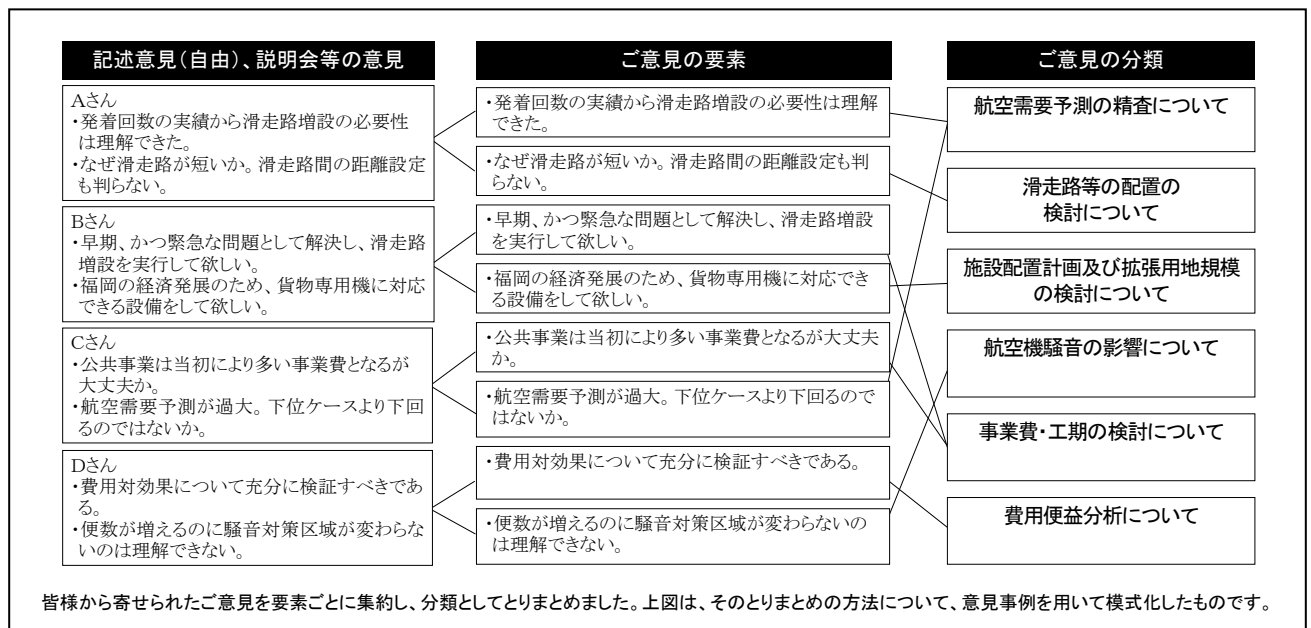 記述意見(自由)、説明会等の意見
Aさん
・発着回数の実績から滑走路増設の必要性
は理解できた。
・なぜ滑走路が短いか。滑走路間の距離設定
も判らない。
Bさん
・早期、かつ緊急な問題として解決し、滑走路
増設を実行して欲しい。
・福岡の経済発展のため、貨物専用機に対応
できる設備をして欲しい。
Cさん
・公共事業は当初により多い事業費となるが
大丈夫か。
・航空需要予測が過大。下位ケースより下回
るのではないか。
Dさん
・費用対効果について充分に検証すべきであ
る。
・便数が増えるのに騒音対策区域が変わらな
いのは理解できない。
ご意見の要素
・発着回数の実績から滑走路増設の必要性は理解
できた。
・なぜ滑走路が短いか。滑走路間の距離設定も判
らない。
・早期、かつ緊急な問題として解決し、滑走路増設
を実行して欲しい。
・福岡の経済発展のため、貨物専用機に対応でき
る設備をして欲しい。
・公共事業は当初により多い事業費となるが大丈夫
か。
・航空需要予測が過大。下位ケースより下回るので
はないか。
・費用対効果について充分に検証すべきである。
・便数が増えるのに騒音対策区域が変わらないの
は理解できない。
ご意見の分類
航空需要予測の精査について
滑走路等の配置の
検討について
施設配置計画及び拡張用地規模
の検討について
航空機騒音の影響について
事業費・工期の検討について
費用便益分析について
皆様から寄せられたご意見を要素ごとに集約し、分類としてとりまとめました。上図は、そのとりまとめの方法について、意見事例を用いて模式化したものです。